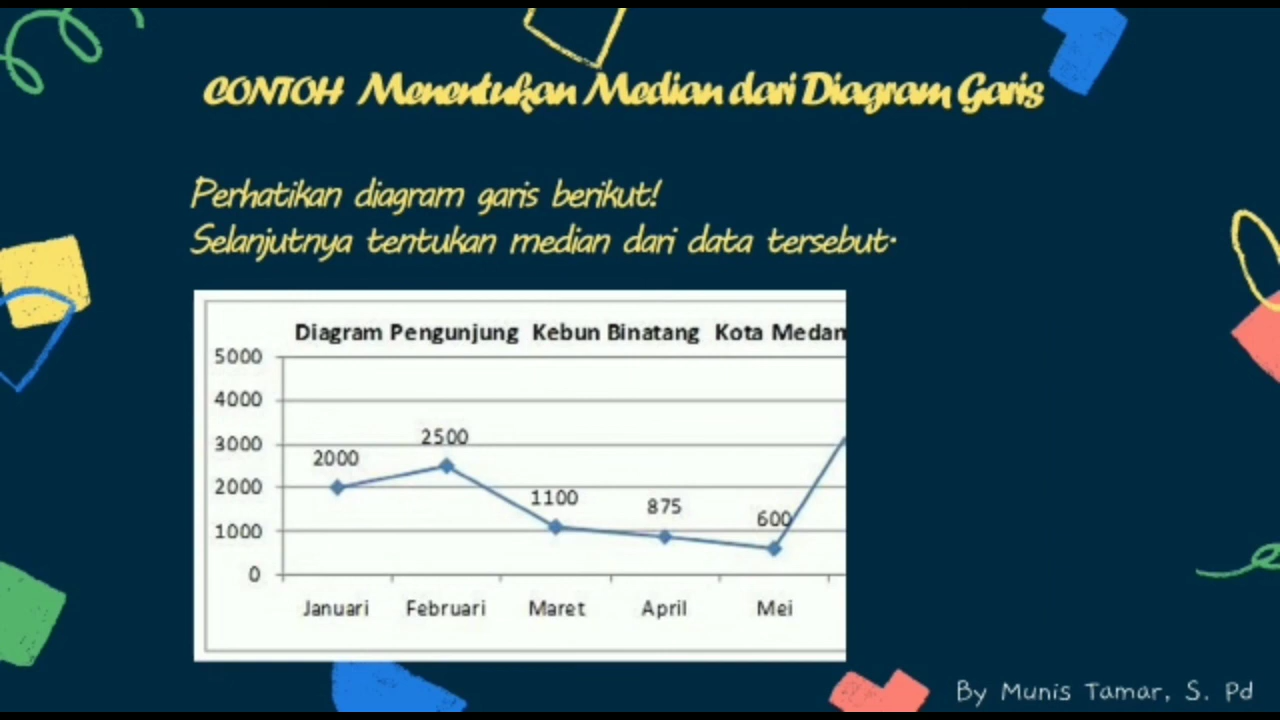 CONTOH Menentukan Median dari Diagram Garis
Perhatikan diagram garis berikut!
Selanjutnya tentukan median dari data tersebut.
Diagram Pengunjung Kebun Binatang Kota Medan
5000
4000
3000
2000
1000
0
2000
2500
1100
875
600
Januari Februari Maret April Mei
By Munis Tamar, S. Pd